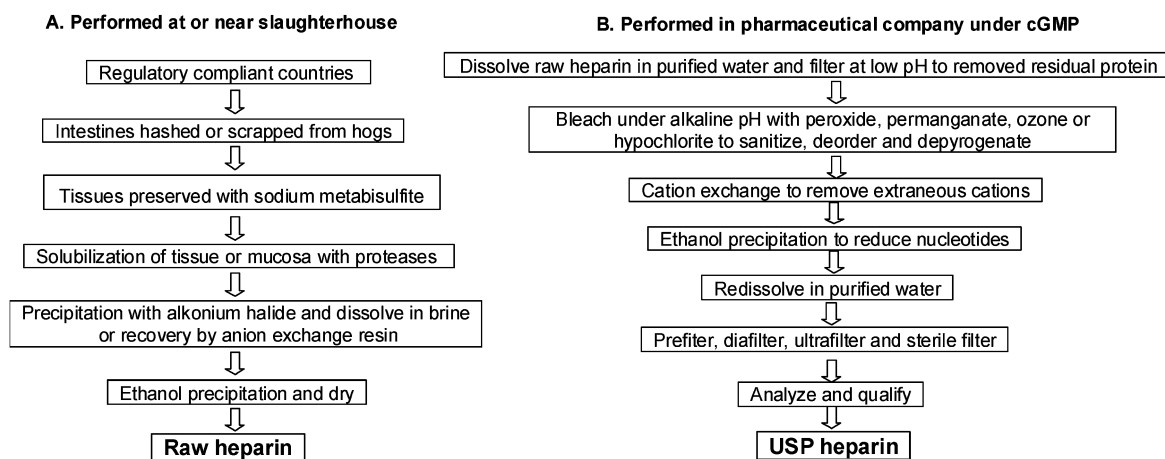 A. Performed at or near slaughterhouse
Regulatory compliant countries
Intestines hashed or scrapped from hogs
Tissues preserved with sodium metabisulfite
Solubilization of tissue or mucosa with proteases
Precipitation with alkonium halide and dissolve in brine
or recovery by anion exchange resin
Ethanol precipitation and dry
Raw heparin
B. Performed in pharmaceutical company under cGMP
Dissolve raw heparin in purified water and filter at low pH to removed residual protein
Bleach under alkaline pH with peroxide, permanganate, ozone or
hypochlorite to sanitize, deorder and depyrogenate
Cation exchange to remove extraneous cations
Ethanol precipitation to reduce nucleotides
Redissolve in purified water
Prefiter, diafilter, ultrafilter and sterile filter
Analyze and qualify
USP heparin